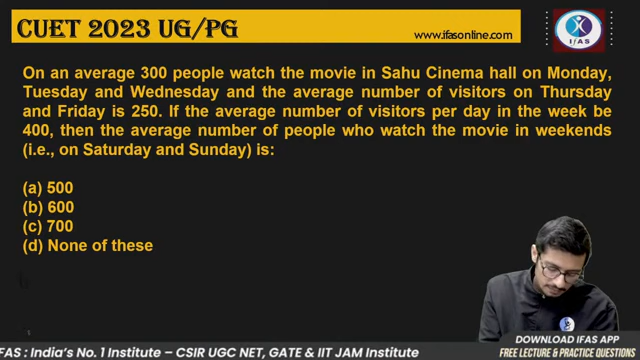 CUET 2023 UG/PG
www.ifasonline.com
IFAS
On an average 300 people watch the movie in Sahu Cinema hall on Monday,
Tuesday and Wednesday and the average number of visitors on Thursday
and Friday is 250. If the average number of visitors per day in the week be
400, then the average number of people who watch the movie in weekends
(i.e., on Saturday and Sunday) is:
(a) 500
(b) 600
(c) 700
(d) None of these
DOWNLOAD IFAS APP
IFAS : India's No. 1 Institute – CSIR UGC NET, GATE & IIT JAM Institute
FREE LECTURE & PRACTICE QUESTIONS